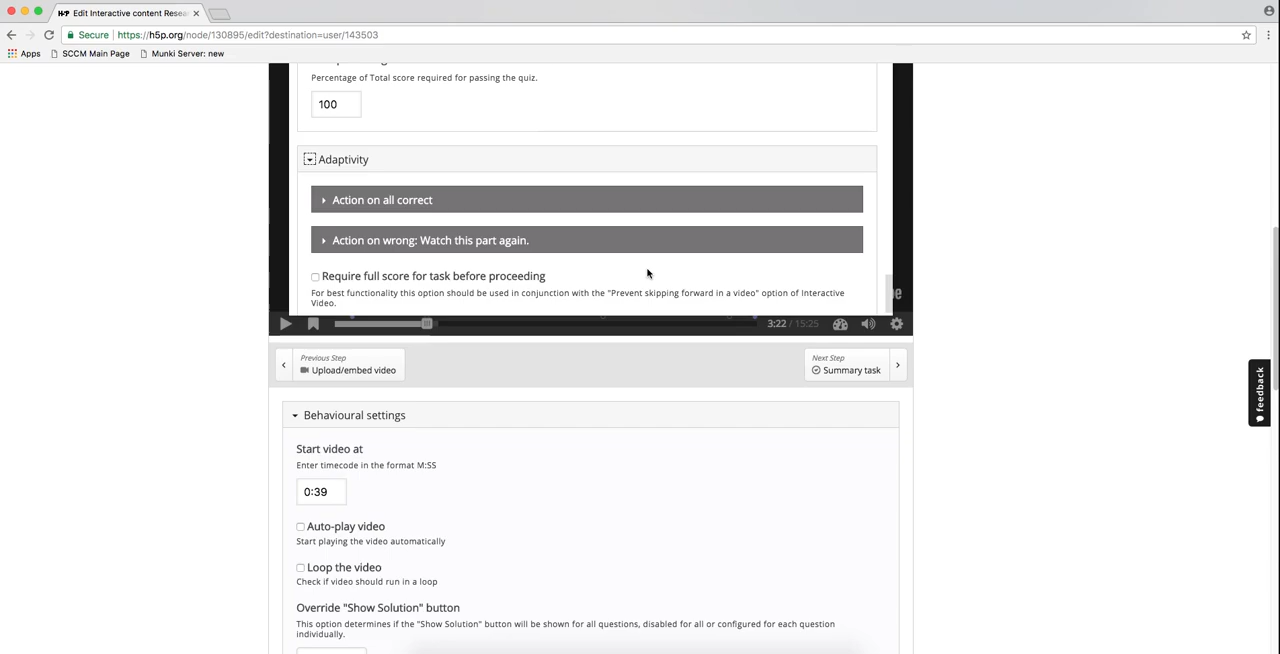 H-P Edit Interactive content Resea
Secure https://h5p.org/node/130895/edit?destination=user/143503
Apps SCCM Main Page Munki Server: new
Percentage of Total score required for passing the quiz.
100
Adaptivity
Action on all correct
Action on wrong: Watch this part again.
Require full score for task before proceeding
For best functionality this option should be used in conjunction with the "Prevent skipping forward in a video" option of Interactive
Video.
3:22 / 15:25
Previous Step
Upload/embed video
Next Step
Summary task
feedback
Behavioural settings
Start video at
Enter timecode in the format M:SS
0:39
Auto-play video
Start playing the video automatically
Loop the video
Check if video should run in a loop
Override "Show Solution" button
This option determines if the "Show Solution" button will be shown for all questions, disabled for all or configured for each question
individually.